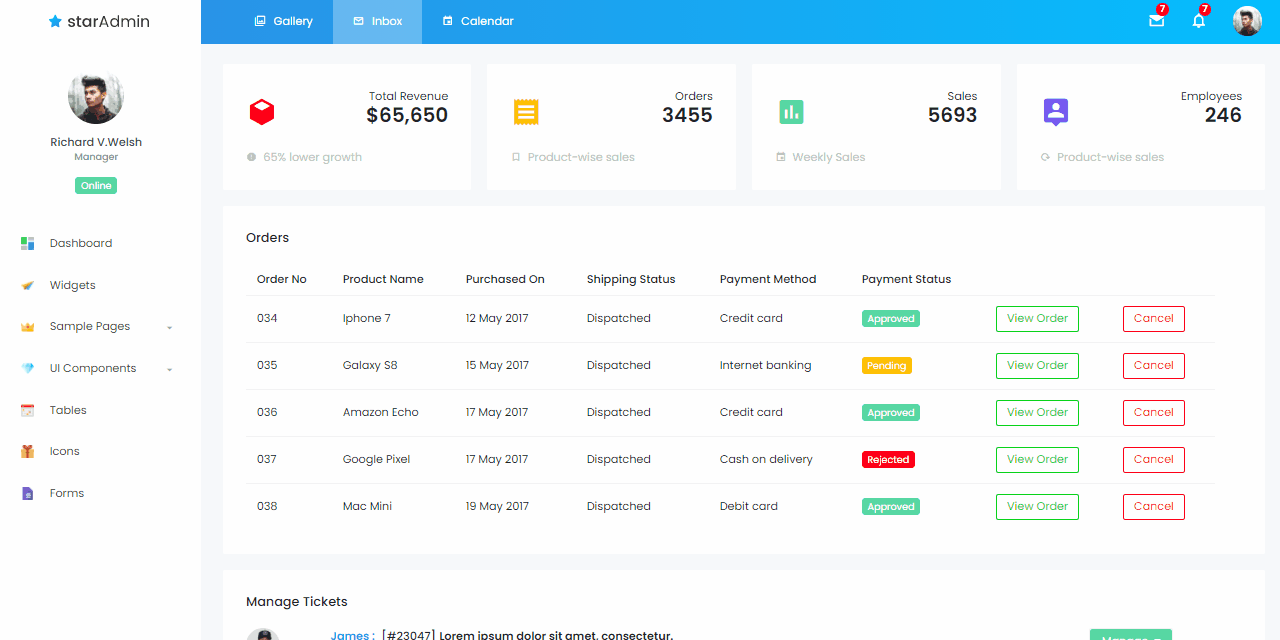 starAdmin
Gallery
Inbox
Calendar
7
7
Richard V.Welsh
Manager
Online
Dashboard
Widgets
Sample Pages
UI Components
Tables
Icons
Forms
Total Revenue
$65,650
65% lower growth
Orders
3455
Product-wise sales
Sales
5693
Weekly Sales
Employees
246
Product-wise sales
Orders
Order No Product Name Purchased On Shipping Status Payment Method Payment Status
034 Iphone 7 12 May 2017 Dispatched Credit card Approved View Order Cancel
035 Galaxy S8 15 May 2017 Dispatched Internet banking Pending View Order Cancel
036 Amazon Echo 17 May 2017 Dispatched Credit card Approved View Order Cancel
037 Google Pixel 17 May 2017 Dispatched Cash on delivery Rejected View Order Cancel
038 Mac Mini 19 May 2017 Dispatched Debit card Approved View Order Cancel
Manage Tickets
James : [#23047] Lorem ipsum dolor sit amet, consectetur.
Manage